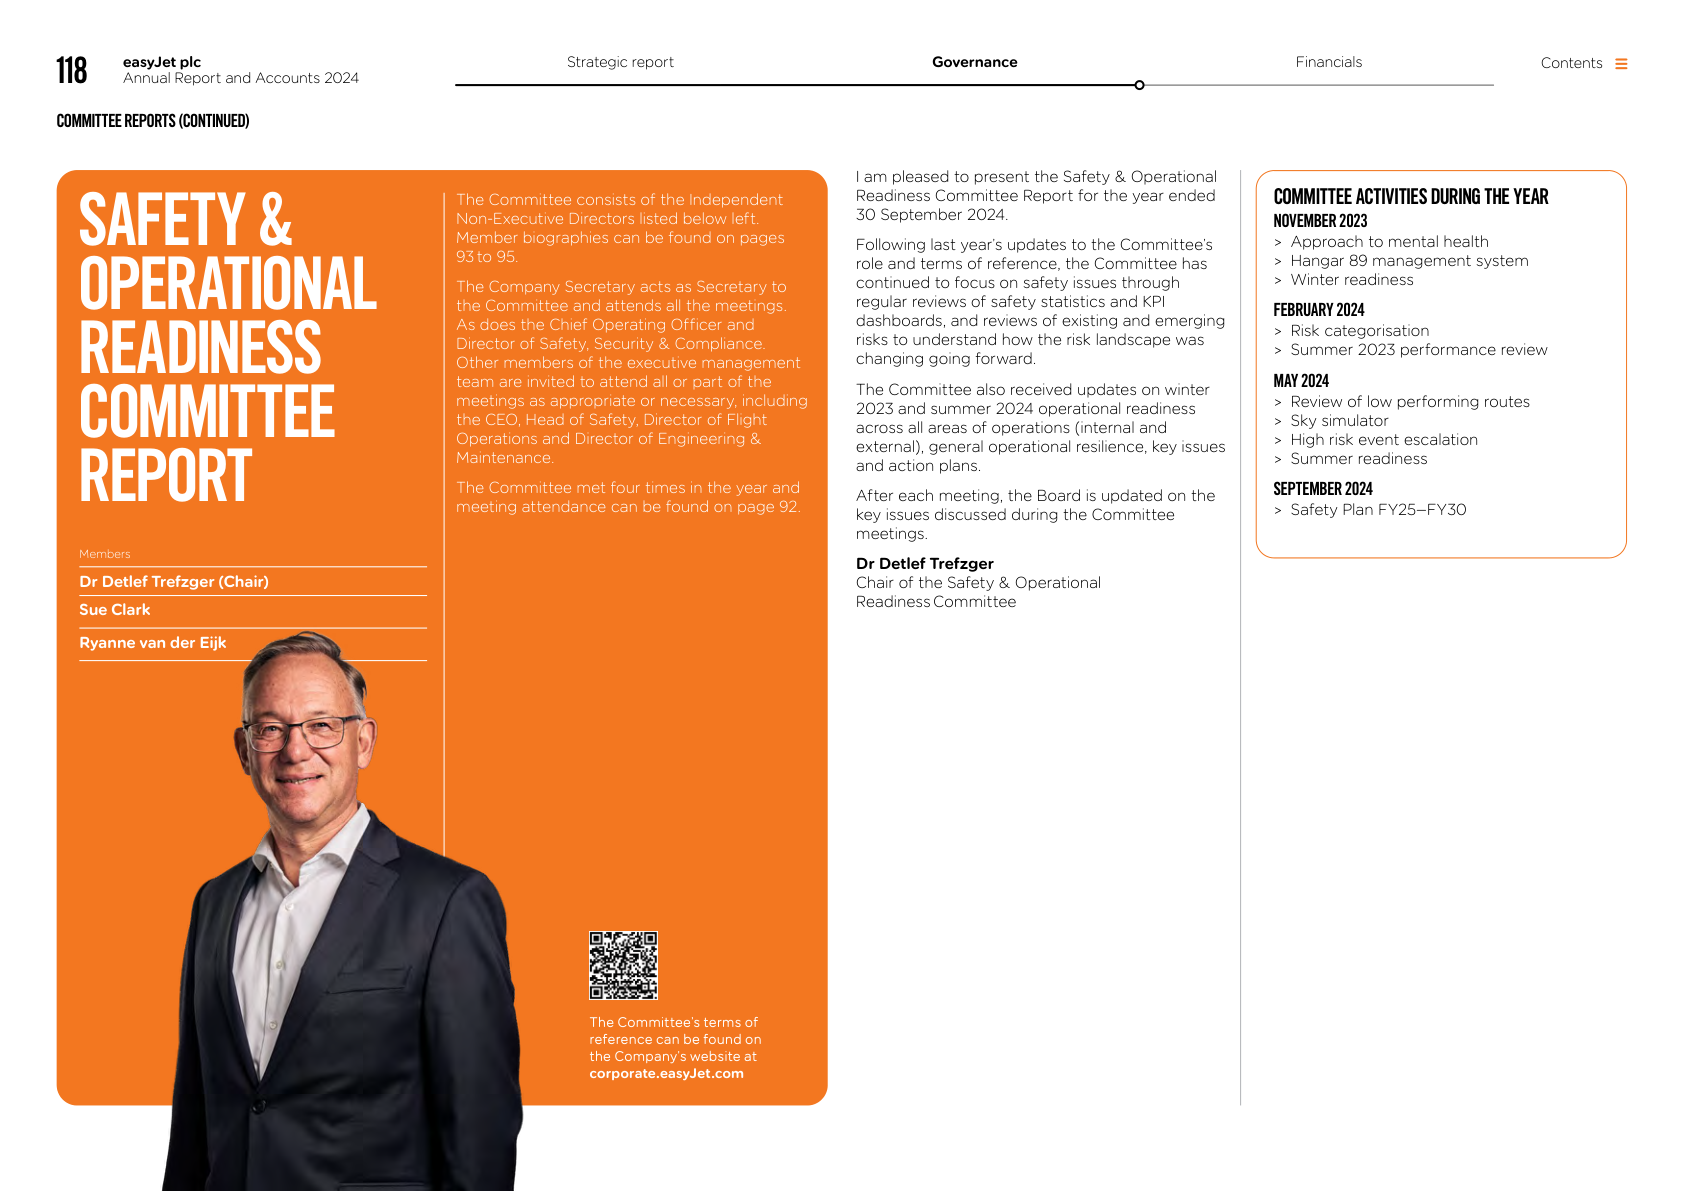 118
easyJet plc
Annual Report and Accounts 2024
Strategic report
Governance
Financials
Contents
COMMITTEE REPORTS (CONTINUED)
SAFETY &
OPERATIONAL
READINESS
COMMITTEE
REPORT
Members
Dr Detlef Trefzger (Chair)
Sue Clark
Ryanne van der Eijk
The Committee consists of the Independent
Non-Executive Directors listed below left.
Member biographies can be found on pages
93 to 95.
The Company Secretary acts as Secretary to
the Committee and attends all the meetings.
As does the Chief Operating Officer and
Director of Safety, Security & Compliance.
Other members of the executive management
team are invited to attend all or part of the
meetings as appropriate or necessary, including
the CEO, Head of Safety, Director of Flight
Operations and Director of Engineering &
Maintenance.
The Committee met four times in the year and
meeting attendance can be found on page 92.
The Committee's terms of
reference can be found on
the Company's website at
corporate.easyJet.com
I am pleased to present the Safety & Operational
Readiness Committee Report for the year ended
30 September 2024.
Following last year's updates to the Committee's
role and terms of reference, the Committee has
continued to focus on safety issues through
regular reviews of safety statistics and KPI
dashboards, and reviews of existing and emerging
risks to understand how the risk landscape was
changing going forward.
The Committee also received updates on winter
2023 and summer 2024 operational readiness
across all areas of operations (internal and
external), general operational resilience, key issues
and action plans.
After each meeting, the Board is updated on the
key issues discussed during the Committee
meetings.
Dr Detlef Trefzger
Chair of the Safety & Operational
Readiness Committee
COMMITTEE ACTIVITIES DURING THE YEAR
NOVEMBER 2023
> Approach to mental health
> Hangar 89 management system
> Winter readiness
FEBRUARY 2024
> Risk categorisation
> Summer 2023 performance review
MAY 2024
> Review of low performing routes
> Sky simulator
> High risk event escalation
> Summer readiness
SEPTEMBER 2024
> Safety Plan FY25–FY30